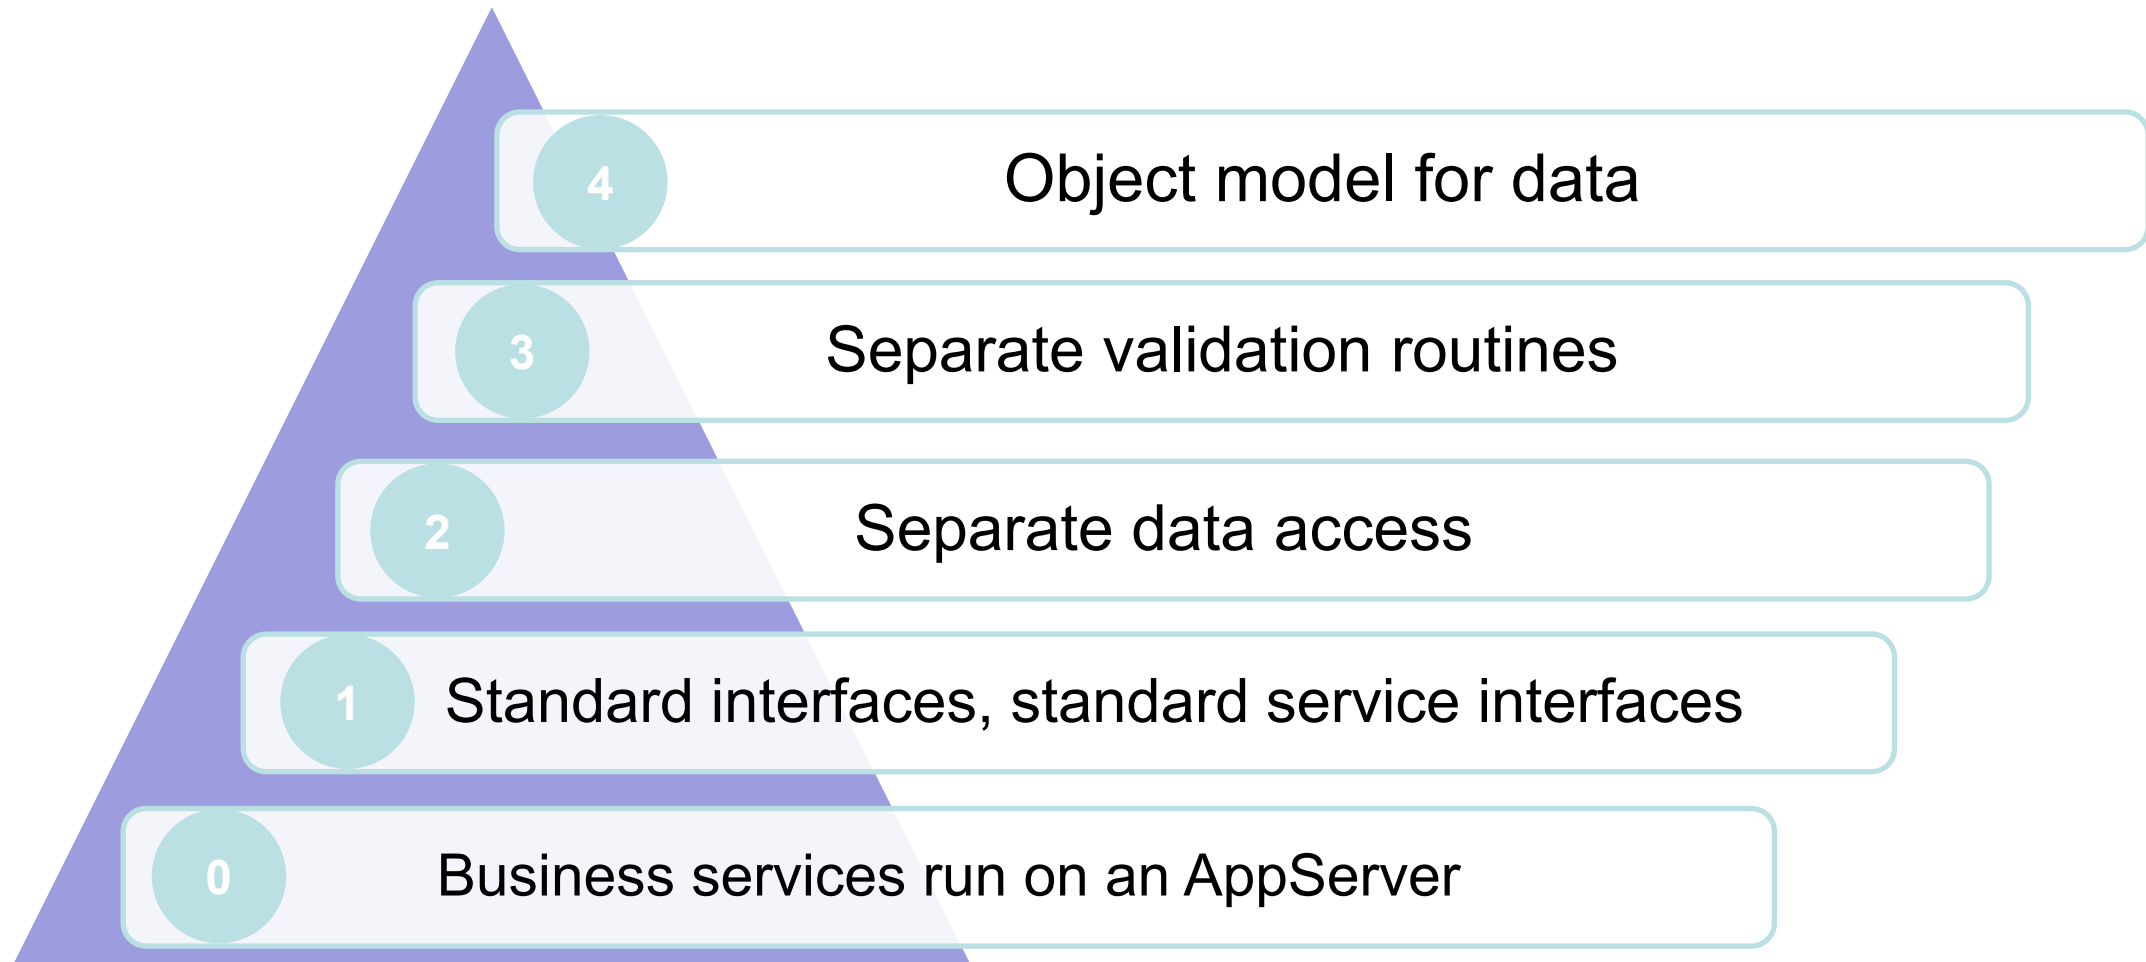 4
Object model for data
3
Separate validation routines
2
Separate data access
1
Standard interfaces, standard service interfaces
0
Business services run on an AppServer